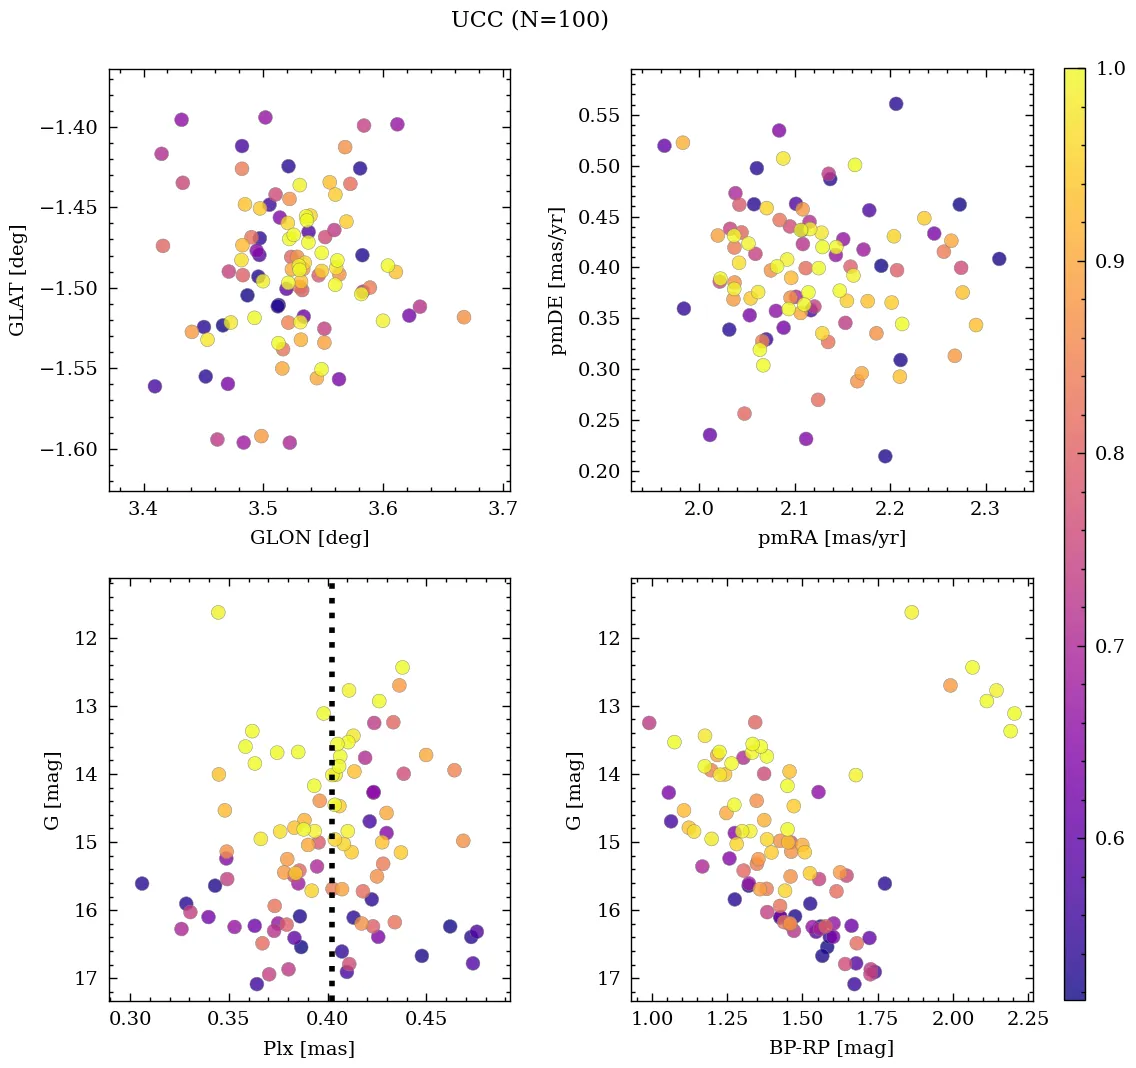 UCC (N=100)
−1.40
−1.45
−1.50
−1.55
−1.60
GLAT [deg]
3.4 3.5 3.6 3.7
GLON [deg]
0.55
0.50
0.45
0.40
0.35
0.30
0.25
0.20
pmDE [mas/yr]
2.0 2.1 2.2 2.3
pmRA [mas/yr]
12
13
14
15
16
17
G [mag]
0.30 0.35 0.40 0.45
Plx [mas]
12
13
14
15
16
17
G [mag]
1.00 1.25 1.50 1.75 2.00 2.25
BP-RP [mag]
1.0
0.9
0.8
0.7
0.6